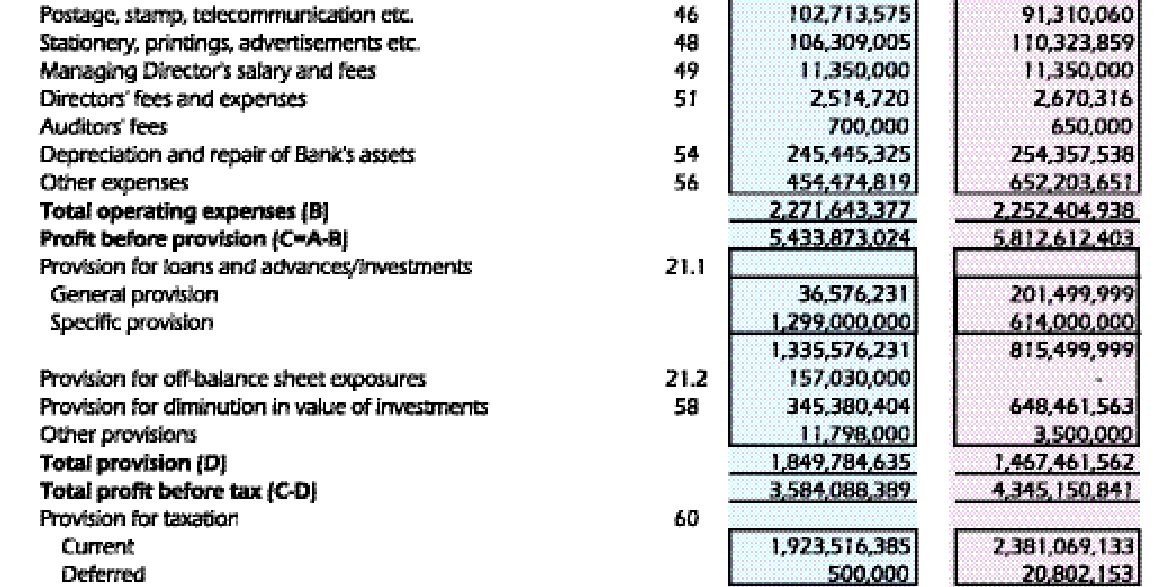 Postage, stamp, telecommunication etc. 46 102,713,575 91,310,060
Stationery, printings, advertisements etc. 48 106,309,005 110,323,859
Managing Director's salary and fees 49 11,350,000 11,350,000
Directors' fees and expenses 51 2,514,720 2,670,316
Auditors' fees 700,000 650,000
Depreciation and repair of Bank's assets 54 245,445,325 254,357,538
Other expenses 56 454,474,819 652,203,651
Total operating expenses (B) 2,271,643,377 2,252,404,938
Profit before provision (C=A-B) 5,433,873,024 5,812,612,403
Provision for loans and advances/investments 21.1
General provision 36,576,231 201,499,999
Specific provision 1,299,000,000 614,000,000
1,335,576,231 815,499,999
Provision for off-balance sheet exposures 21.2 157,030,000 -
Provision for diminution in value of investments 58 345,380,404 648,461,563
Other provisions 11,798,000 3,500,000
Total provision (D) 1,849,784,635 1,467,461,562
Total profit before tax (C-D) 3,584,088,389 4,345,150,841
Provision for taxation 60
Current 1,923,516,385 2,381,069,133
Deferred 500,000 20,802,153